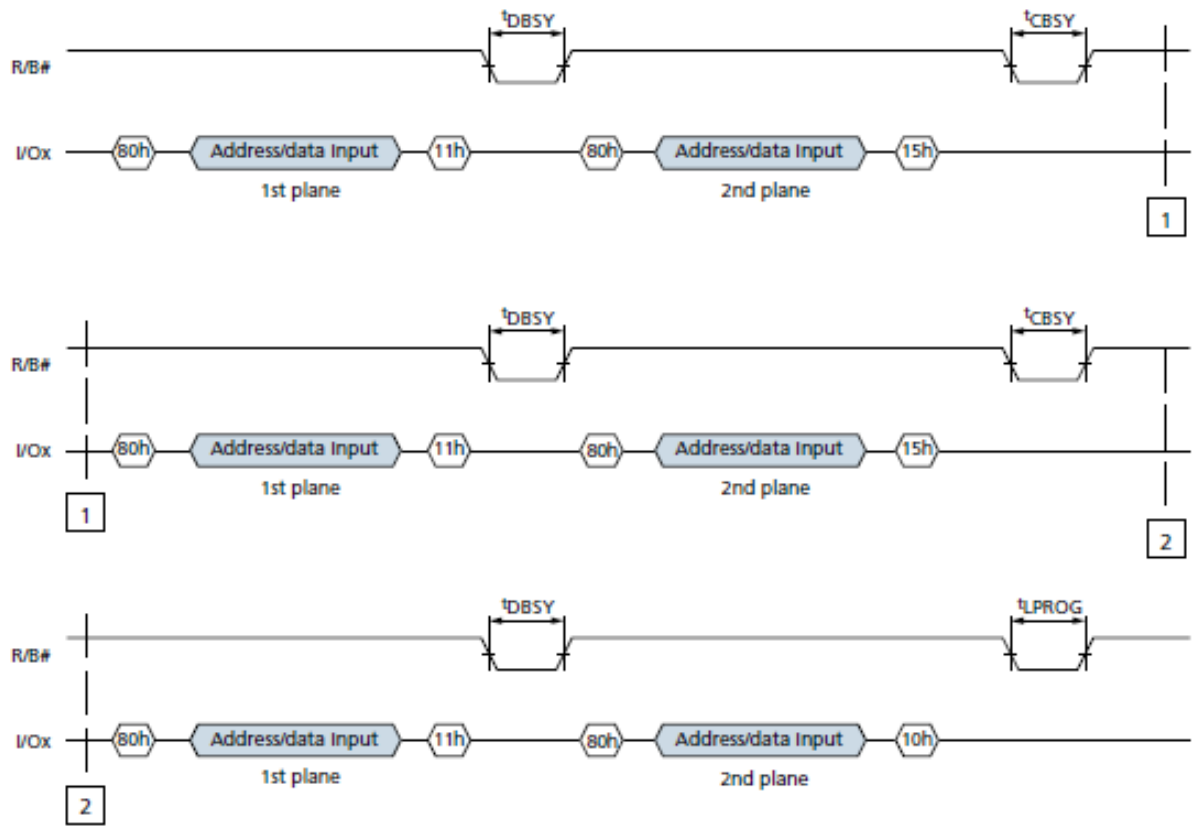 tDBSY tCBSY
R/B#
I/Ox 80h Address/data Input 11h 80h Address/data Input 15h
1st plane 2nd plane
1
tDBSY tCBSY
R/B#
I/Ox 80h Address/data Input 11h 80h Address/data Input 15h
1st plane 2nd plane
1
2
tDBSY tLPROG
R/B#
I/Ox 80h Address/data Input 11h 80h Address/data Input 10h
1st plane 2nd plane
2